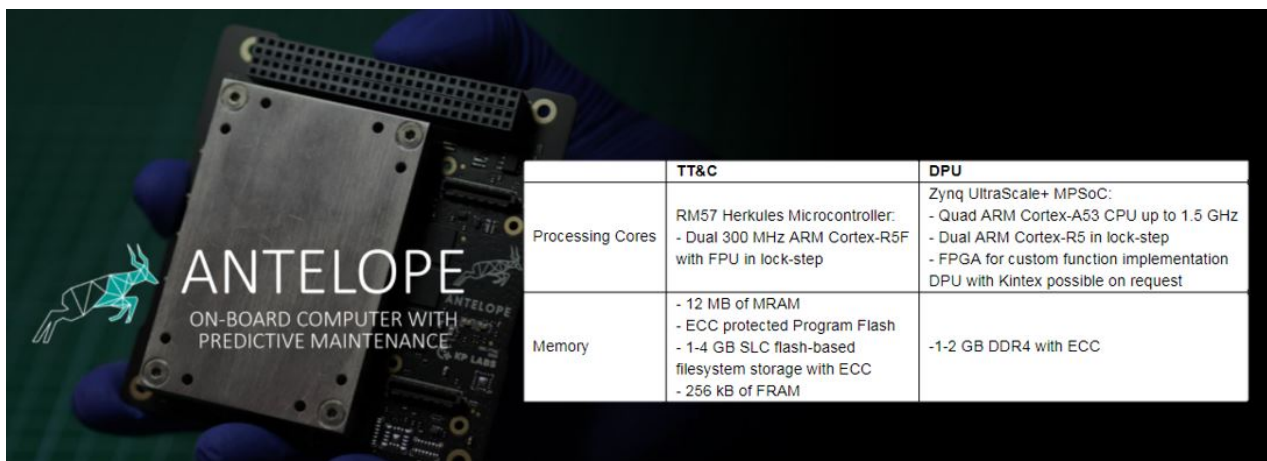 ANTELOPE
ON-BOARD COMPUTER WITH
PREDICTIVE MAINTENANCE
ANTELOPE
KP LABS
TT&C
DPU
Processing Cores
RM57 Herkules Microcontroller:
- Dual 300 MHz ARM Cortex-R5F
with FPU in lock-step
Zynq UltraScale+ MPSoC:
- Quad ARM Cortex-A53 CPU up to 1.5 GHz
- Dual ARM Cortex-R5 in lock-step
- FPGA for custom function implementation
DPU with Kintex possible on request
Memory
- 12 MB of MRAM
- ECC protected Program Flash
- 1-4 GB SLC flash-based
filesystem storage with ECC
- 256 kB of FRAM
-1-2 GB DDR4 with ECC